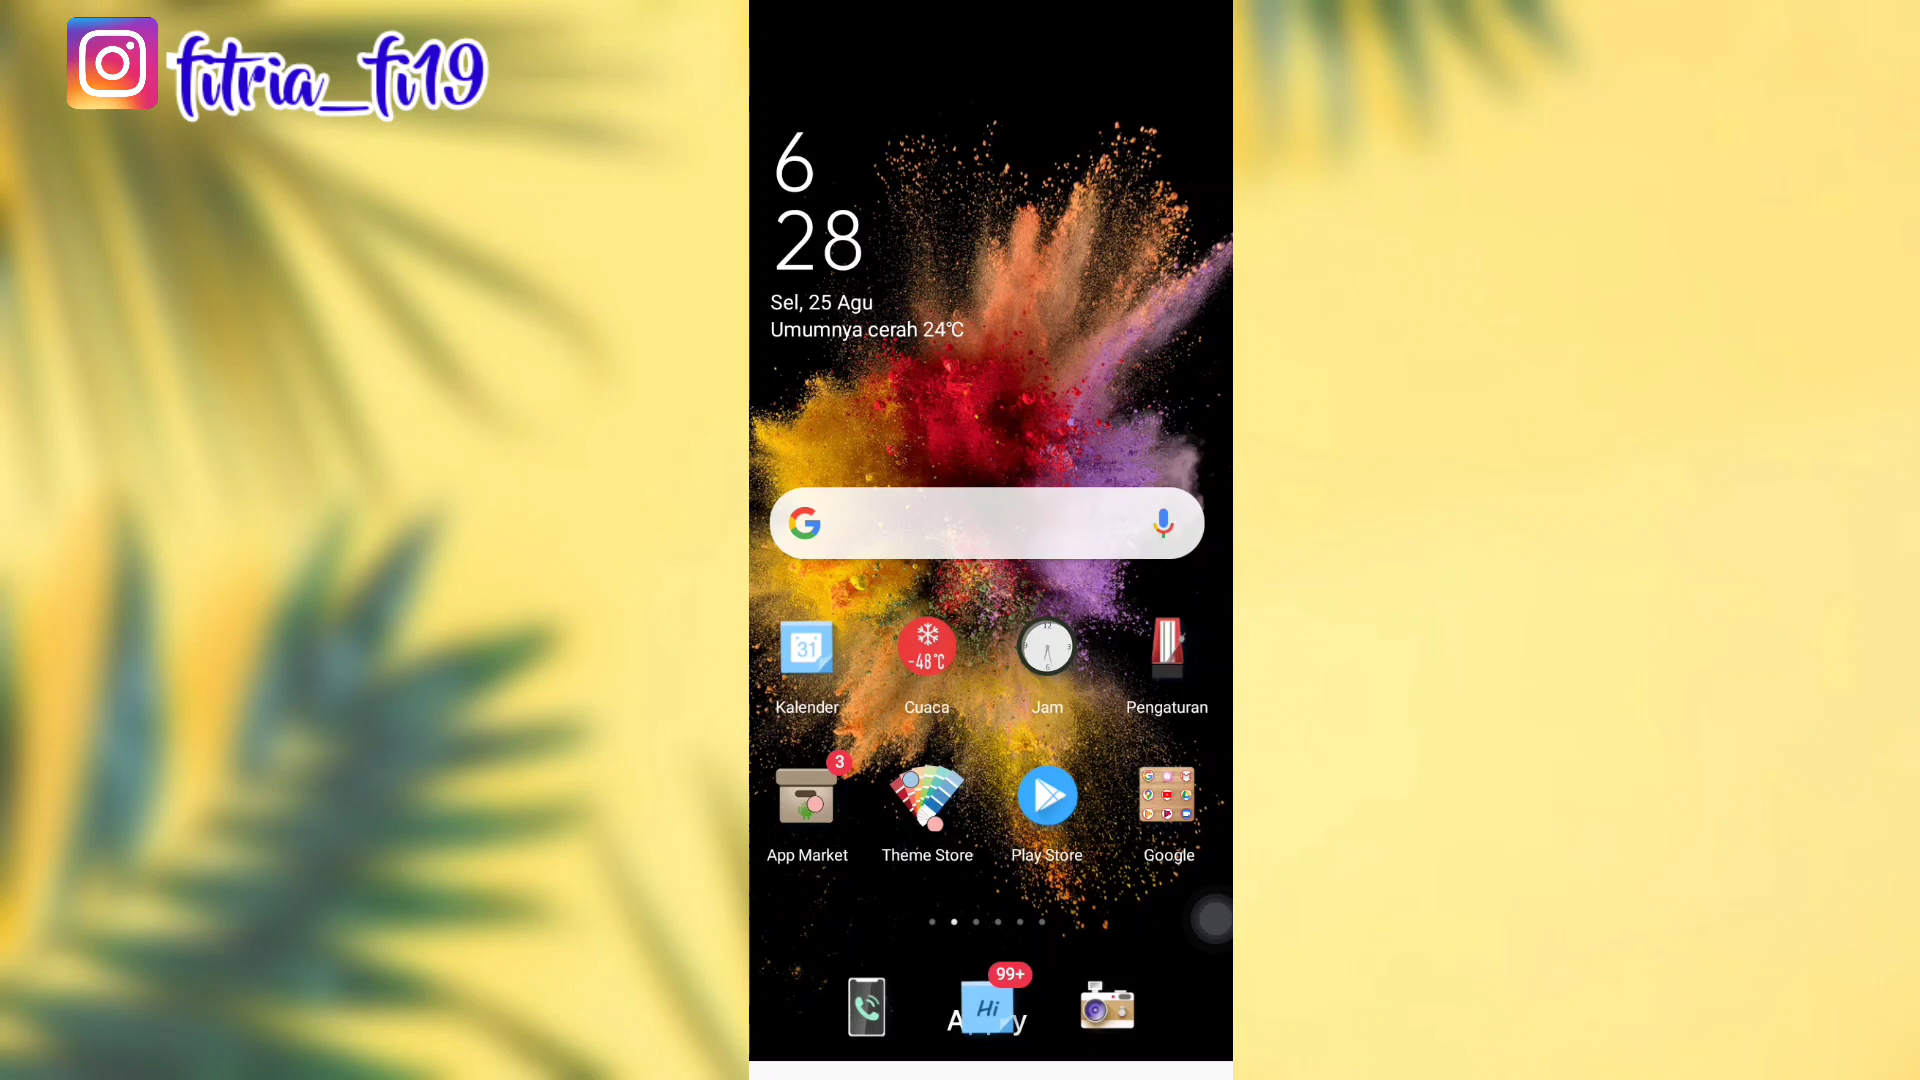 fitria_fi19
6
28
Sel, 25 Agu
Umumnya cerah 24°C
31
-48°C
Kalender
Cuaca
Jam
Pengaturan
3
App Market
Theme Store
Play Store
Google
99+
Hi